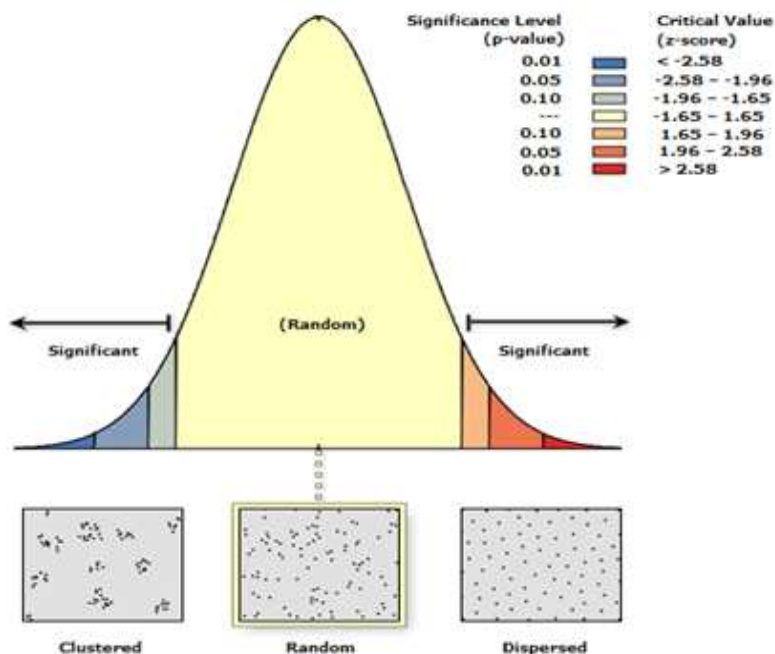 Significance Level Critical Value
(p-value) (z-score)
0.01 < -2.58
0.05 -2.58 – -1.96
0.10 -1.96 – -1.65
--- -1.65 – 1.65
0.10 1.65 – 1.96
0.05 1.96 – 2.58
0.01 > 2.58
(Random)
Significant Significant
Clustered Random Dispersed